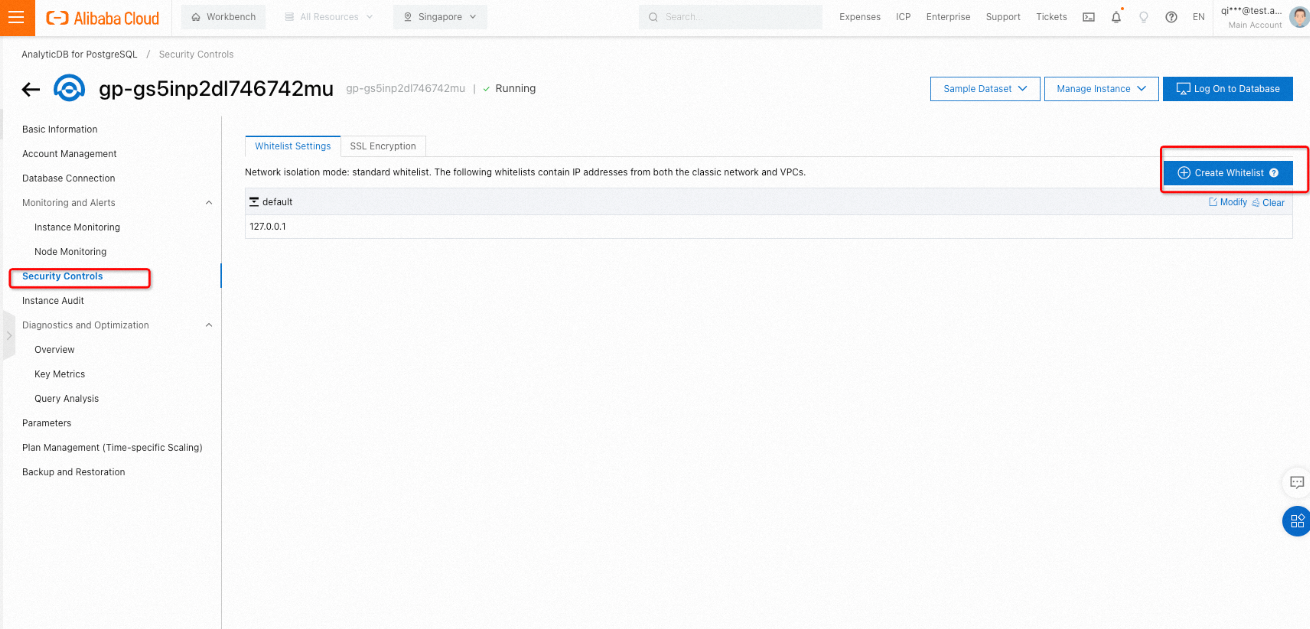 Alibaba Cloud Workbench All Resources Singapore Search... Expenses ICP Enterprise Support Tickets EN qi***@test.a... Main Account
AnalyticDB for PostgreSQL / Security Controls
gp-gs5inp2dl746742mu gp-gs5inp2dl746742mu | Running Sample Dataset Manage Instance Log On to Database
Basic Information
Account Management
Database Connection
Monitoring and Alerts
Instance Monitoring
Node Monitoring
Security Controls
Instance Audit
Diagnostics and Optimization
Overview
Key Metrics
Query Analysis
Parameters
Plan Management (Time-specific Scaling)
Backup and Restoration
Whitelist Settings SSL Encryption
Network isolation mode: standard whitelist. The following whitelists contain IP addresses from both the classic network and VPCs. Create Whitelist
default Modify Clear
127.0.0.1